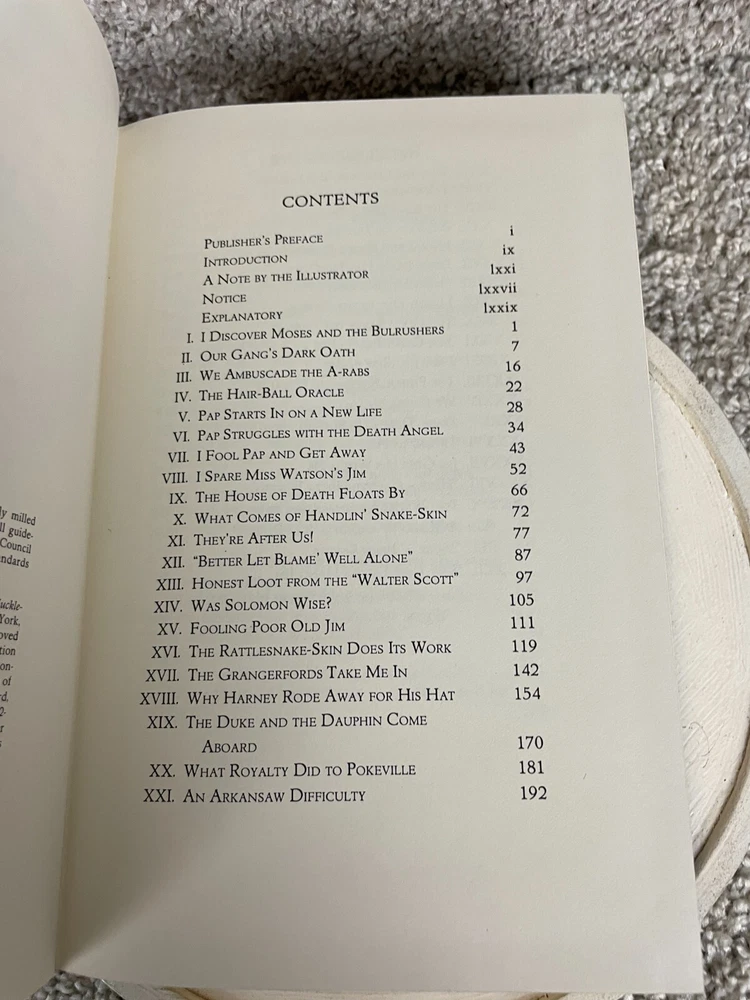 CONTENTS
PUBLISHER'S PREFACE i
INTRODUCTION ix
A NOTE BY THE ILLUSTRATOR lxxi
NOTICE lxxvii
EXPLANATORY lxxix
I. I DISCOVER MOSES AND THE BULRUSHERS 1
II. OUR GANG'S DARK OATH 7
III. WE AMBUSCADE THE A-RABS 16
IV. THE HAIR-BALL ORACLE 22
V. PAP STARTS IN ON A NEW LIFE 28
VI. PAP STRUGGLES WITH THE DEATH ANGEL 34
VII. I FOOL PAP AND GET AWAY 43
VIII. I SPARE MISS WATSON'S JIM 52
IX. THE HOUSE OF DEATH FLOATS BY 66
X. WHAT COMES OF HANDLIN' SNAKE-SKIN 72
XI. THEY'RE AFTER US! 77
XII. "BETTER LET BLAME' WELL ALONE" 87
XIII. HONEST LOOT FROM THE "WALTER SCOTT" 97
XIV. WAS SOLOMON WISE? 105
XV. FOOLING POOR OLD JIM 111
XVI. THE RATTLESNAKE-SKIN DOES ITS WORK 119
XVII. THE GRANGERFORDS TAKE ME IN 142
XVIII. WHY HARNEY RODE AWAY FOR HIS HAT 154
XIX. THE DUKE AND THE DAUPHIN COME
ABOARD 170
XX. WHAT ROYALTY DID TO POKEVILLE 181
XXI. AN ARKANSAW DIFFICULTY 192
milled
guide-
Council
York,
of